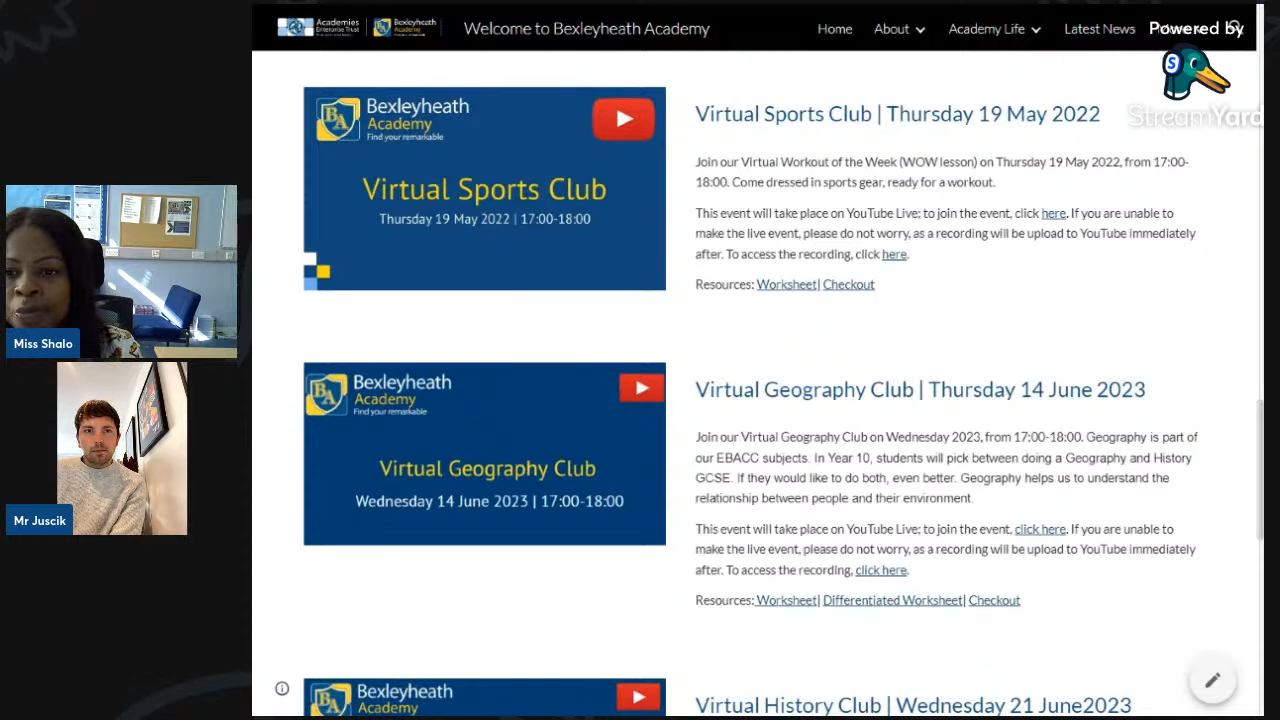 Academies
Enterprise Trust
Bexleyheath
Academy
Welcome to Bexleyheath Academy
Home
About
Academy Life
Latest News
Powered by
StreamYard
Bexleyheath
Academy
Find your remarkable
Virtual Sports Club
Thursday 19 May 2022 | 17:00-18:00
Virtual Sports Club | Thursday 19 May 2022
Join our Virtual Workout of the Week (WOW lesson) on Thursday 19 May 2022, from 17:00-
18:00. Come dressed in sports gear, ready for a workout.
This event will take place on YouTube Live; to join the event, click here. If you are unable to
make the live event, please do not worry, as a recording will be upload to YouTube immediately
after. To access the recording, click here.
Resources: Worksheet| Checkout
Miss Shalo
Mr Juscik
Bexleyheath
Academy
Find your remarkable
Virtual Geography Club
Wednesday 14 June 2023 | 17:00-18:00
Virtual Geography Club | Thursday 14 June 2023
Join our Virtual Geography Club on Wednesday 2023, from 17:00-18:00. Geography is part of
our EBACC subjects. In Year 10, students will pick between doing a Geography and History
GCSE. If they would like to do both, even better. Geography helps us to understand the
relationship between people and their environment.
This event will take place on YouTube Live; to join the event, click here. If you are unable to
make the live event, please do not worry, as a recording will be upload to YouTube immediately
after. To access the recording, click here.
Resources: Worksheet| Differentiated Worksheet| Checkout
Bexleyheath
Academy
Virtual History Club | Wednesday 21 June2023